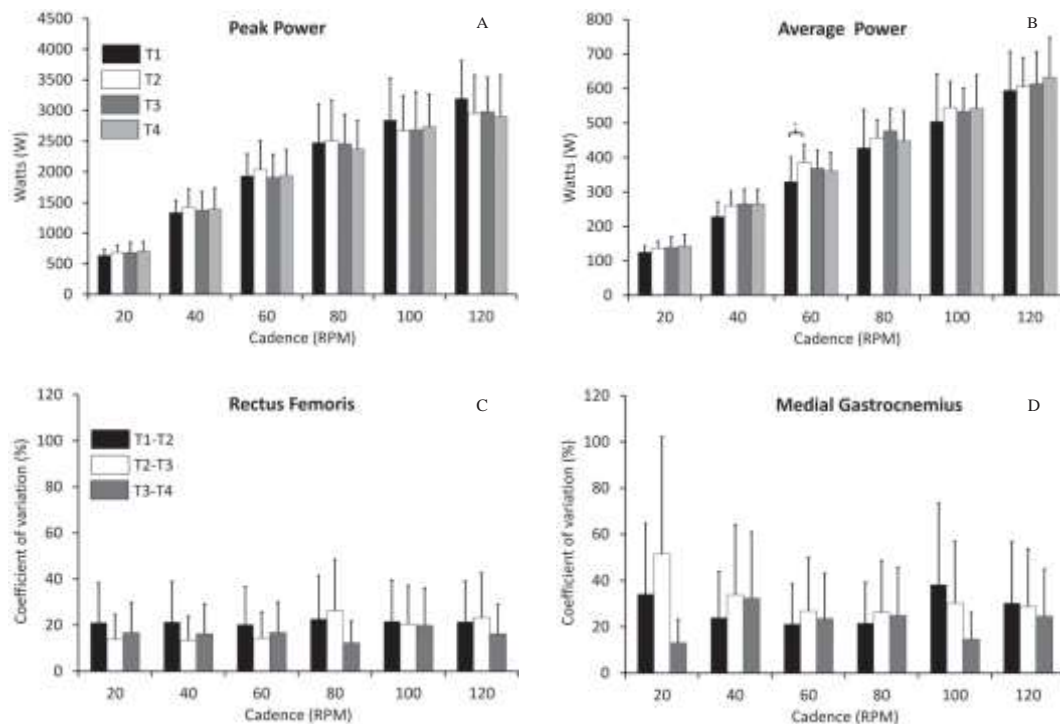 Peak Power
A
4500
4000
3500
3000
2500
2000
1500
1000
500
0
Watts (W)
T1
T2
T3
T4
20 40 60 80 100 120
Cadence (RPM)
Average Power
B
800
700
600
500
400
300
200
100
0
Watts (W)
20 40 60 80 100 120
Cadence (RPM)
Rectus Femoris
C
120
100
80
60
40
20
0
Coefficient of variation (%)
T1-T2
T2-T3
T3-T4
20 40 60 80 100 120
Cadence (RPM)
Medial Gastrocnemius
D
120
100
80
60
40
20
0
Coefficient of variation (%)
20 40 60 80 100 120
Cadence (RPM)